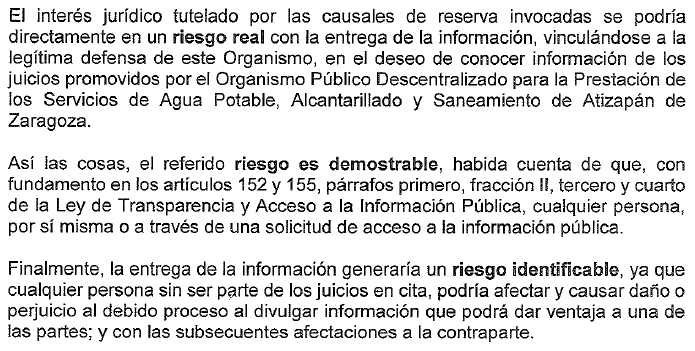 El interés jurídico tutelado por las causales de reserva invocadas se podría
directamente en un riesgo real con la entrega de la información, vinculándose a la
legítima defensa de este Organismo, en el deseo de conocer información de los
juicios promovidos por el Organismo Público Descentralizado para la Prestación de
los Servicios de Agua Potable, Alcantarillado y Saneamiento de Atizapán de
Zaragoza.
Así las cosas, el referido riesgo es demostrable, habida cuenta de que, con
fundamento en los artículos 152 y 155, párrafos primero, fracción II, tercero y cuarto
de la Ley de Transparencia y Acceso a la Información Pública, cualquier persona,
por sí misma o a través de una solicitud de acceso a la información pública.
Finalmente, la entrega de la información generaría un riesgo identificable, ya que
cualquier persona sin ser parte de los juicios en cita, podría afectar y causar daño o
perjuicio al debido proceso al divulgar información que podrá dar ventaja a una de
las partes; y con las subsecuentes afectaciones a la contraparte.